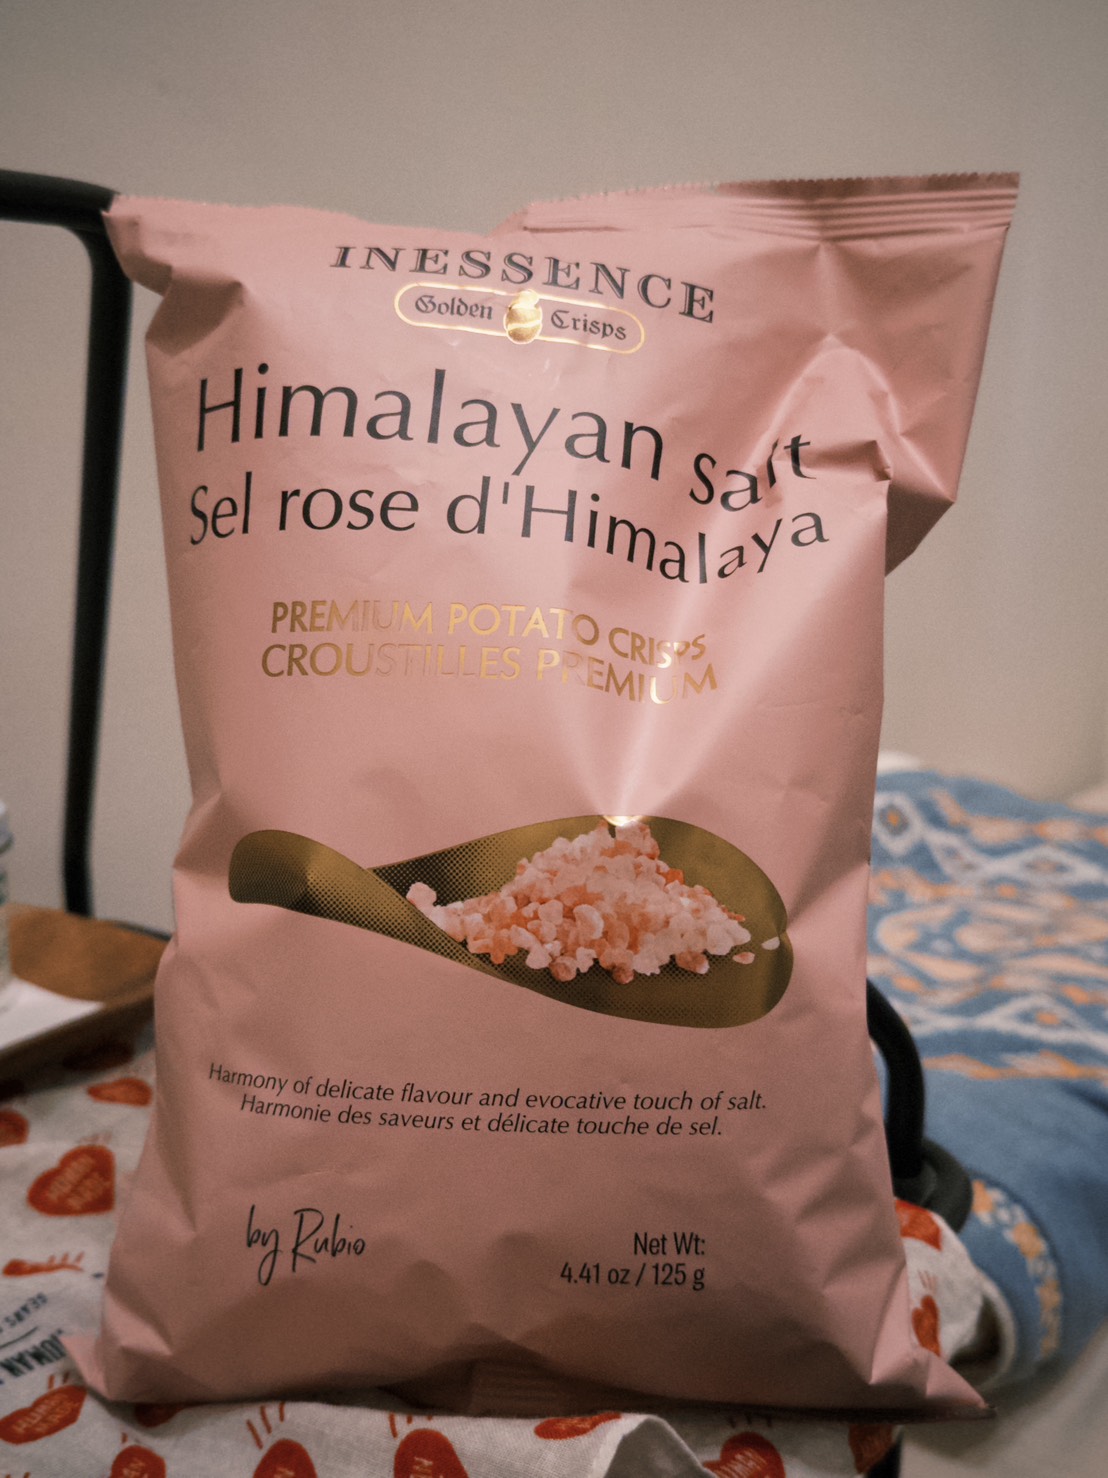 INESSENCE
Golden Crisps
Himalayan Salt
Sel rose d'Himalaya
PREMIUM POTATO CRISPS
CROUSTILLES PREMIUM
Harmony of delicate flavour and evocative touch of salt.
Harmonie des saveurs et délicate touche de sel.
by Rubio
Net Wt:
4.41 oz / 125 g
HUMAN
MADE